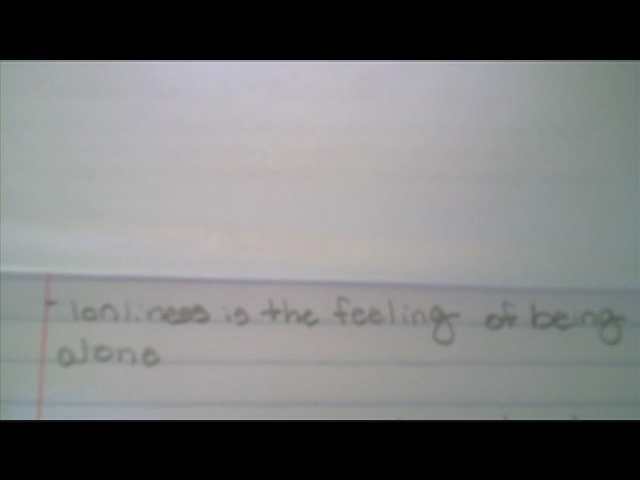 - lonliness is the feeling of being
alone